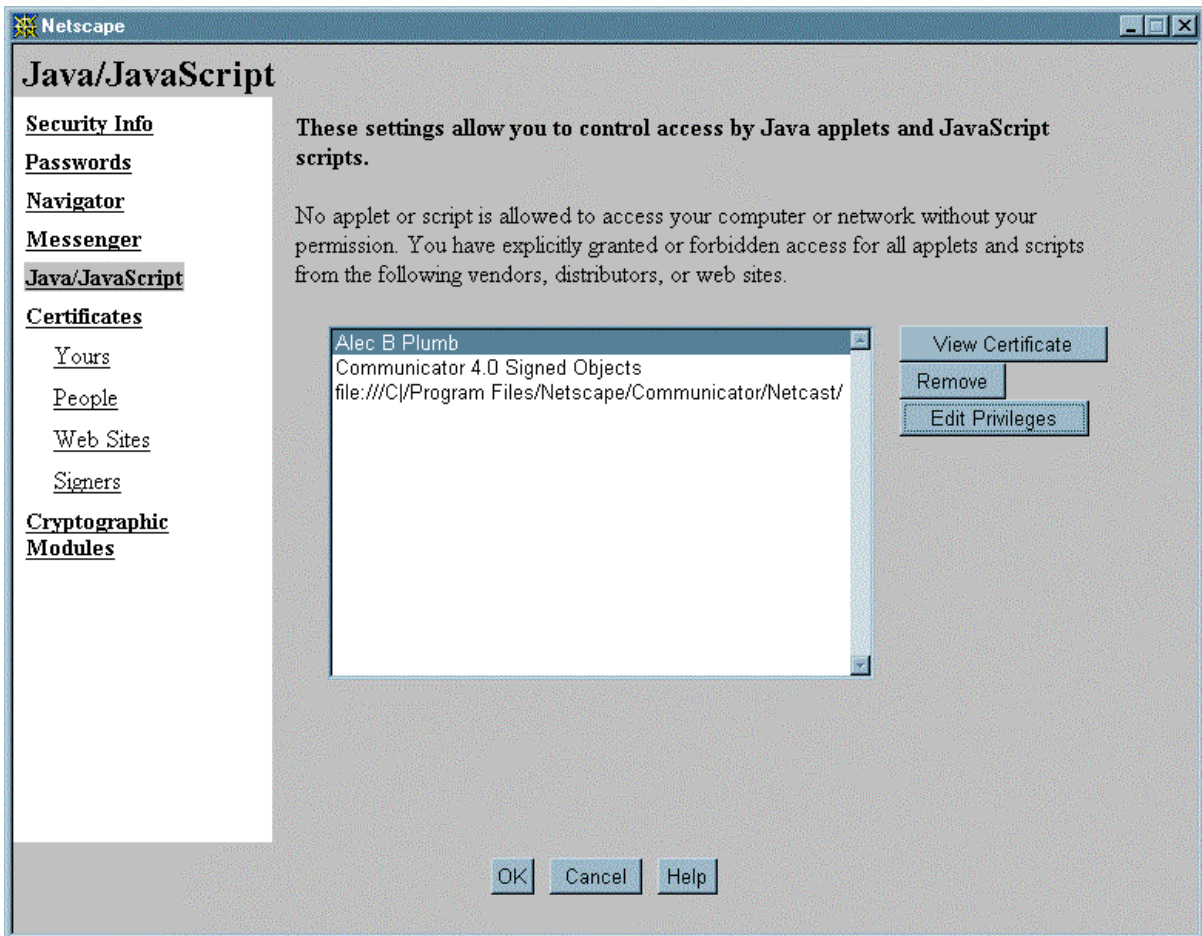 Netscape
Java/JavaScript
Security Info
Passwords
Navigator
Messenger
Java/JavaScript
Certificates
Yours
People
Web Sites
Signers
Cryptographic
Modules
These settings allow you to control access by Java applets and JavaScript
scripts.
No applet or script is allowed to access your computer or network without your
permission. You have explicitly granted or forbidden access for all applets and scripts
from the following vendors, distributors, or web sites.
Alec B Plumb
Communicator 4.0 Signed Objects
file:///C|/Program Files/Netscape/Communicator/Netcast/
View Certificate
Remove
Edit Privileges
OK Cancel Help